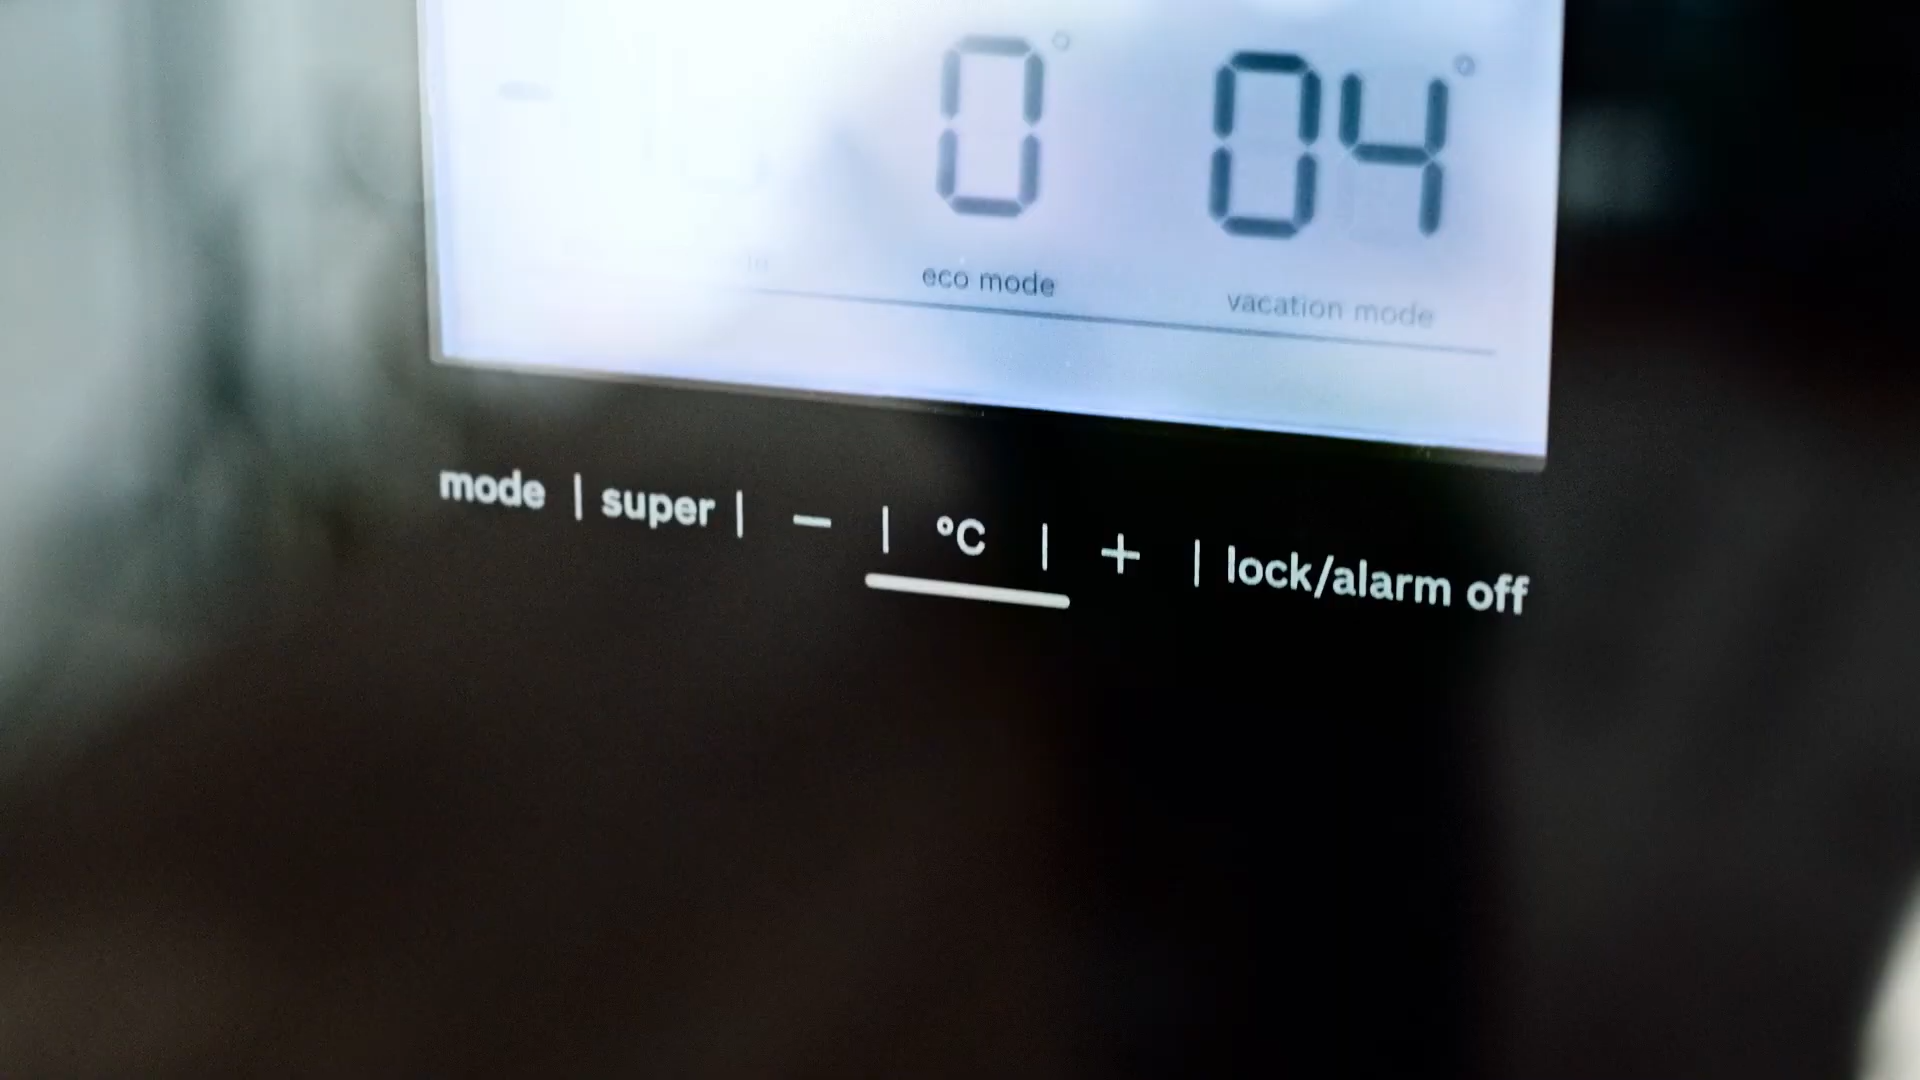 0° 04°
eco mode vacation mode
mode | super | − | °C | + | lock/alarm off